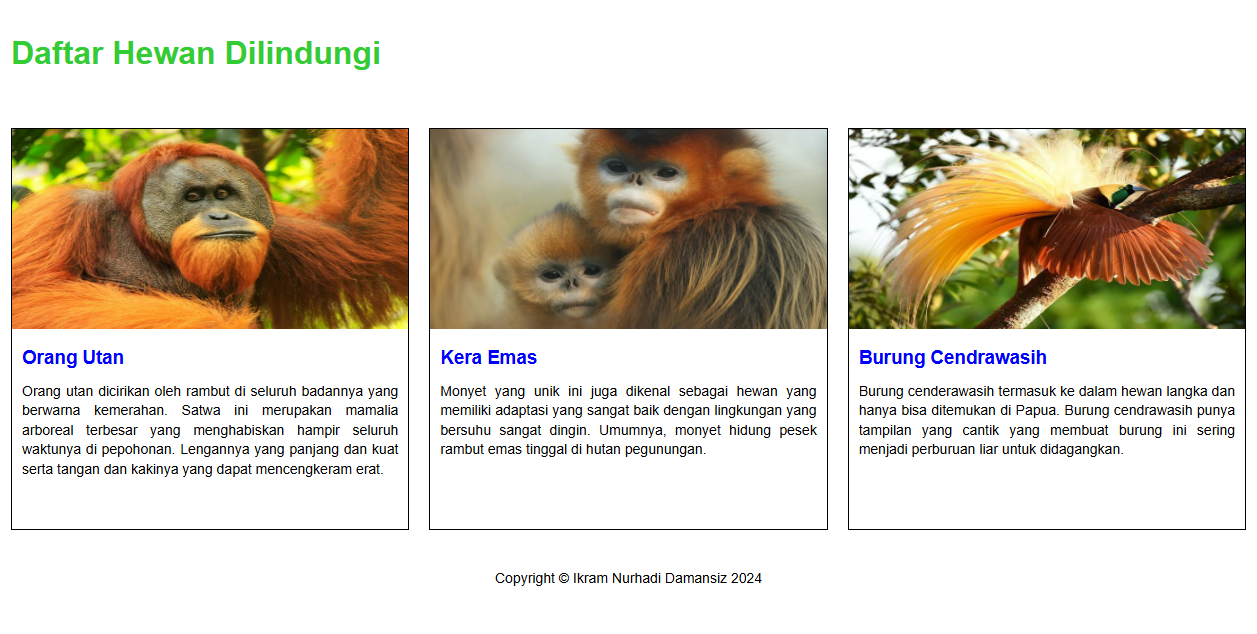 Daftar Hewan Dilindungi
Orang Utan
Orang utan dicirikan oleh rambut di seluruh badannya yang
berwarna kemerahan. Satwa ini merupakan mamalia
arboreal terbesar yang menghabiskan hampir seluruh
waktunya di pepohonan. Lengannya yang panjang dan kuat
serta tangan dan kakinya yang dapat mencengkeram erat.
Kera Emas
Monyet yang unik ini juga dikenal sebagai hewan yang
memiliki adaptasi yang sangat baik dengan lingkungan yang
bersuhu sangat dingin. Umumnya, monyet hidung pesek
rambut emas tinggal di hutan pegunungan.
Burung Cendrawasih
Burung cenderawasih termasuk ke dalam hewan langka dan
hanya bisa ditemukan di Papua. Burung cendrawasih punya
tampilan yang cantik yang membuat burung ini sering
menjadi perburuan liar untuk didagangkan.
Copyright © Ikram Nurhadi Damansiz 2024